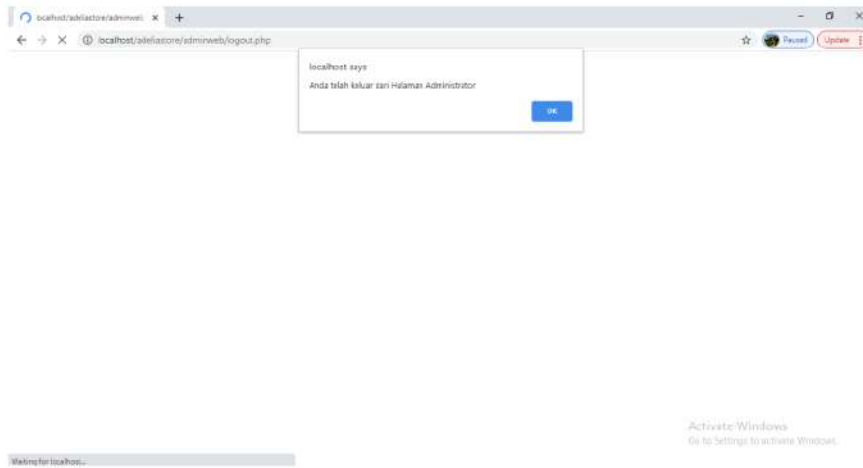 localhost/adeliastore/adminwel
localhost/adeliastore/adminweb/logout.php
Paused
Update
localhost says
Anda telah keluar dari Halaman Administrator
OK
Activate Windows
Go to Settings to activate Windows.
Waiting for localhost...